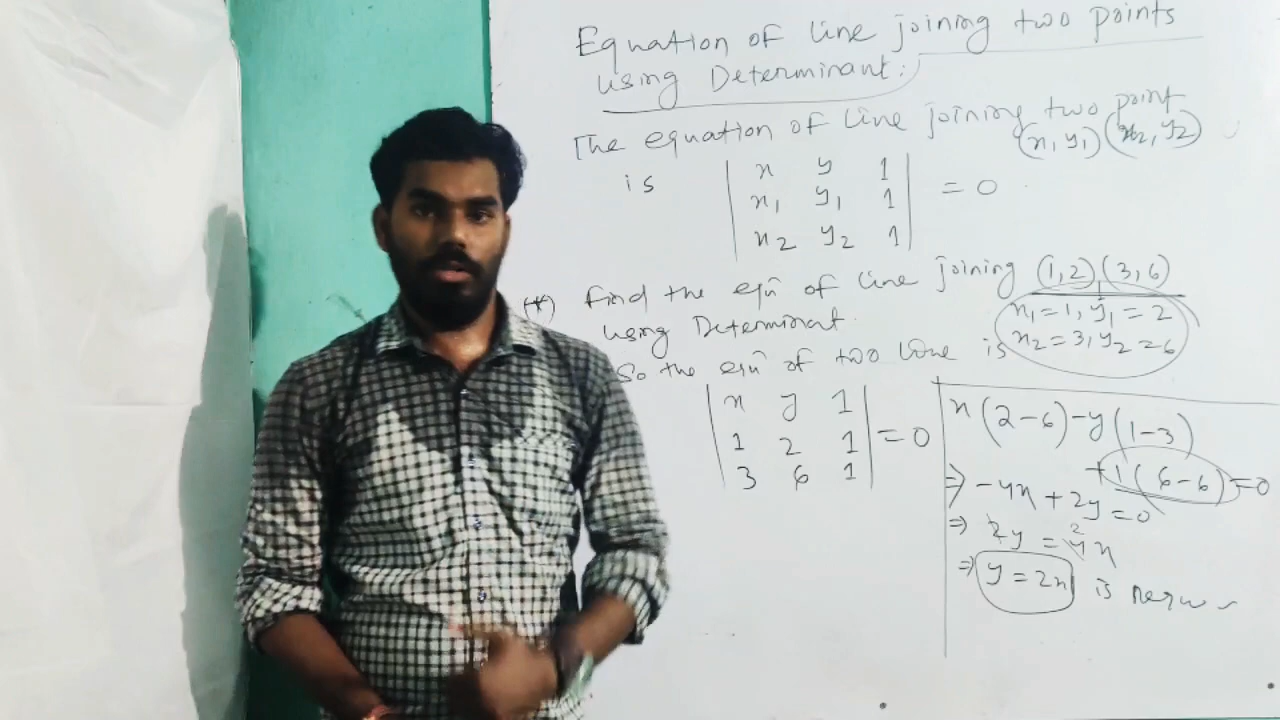 Equation of line joining two points
using Determinant:
The equation of line joining two point
(x, y₁) (x₂, y₂)
is
x y 1
x₁ y₁ 1 = 0
x₂ y₂ 1
(*) find the eqn of line joining (1,2), (3,6)
using Determinat.
x₁ = 1, y₁ = 2
x₂ = 3, y₂ = 6
So the eqn of two line is
x y 1
1 2 1 = 0
3 6 1
x(2-6) - y(1-3)
+1(6-6) = 0
⇒ -4x + 2y = 0
⇒ 2y = 4x 2
⇒ y = 2x is